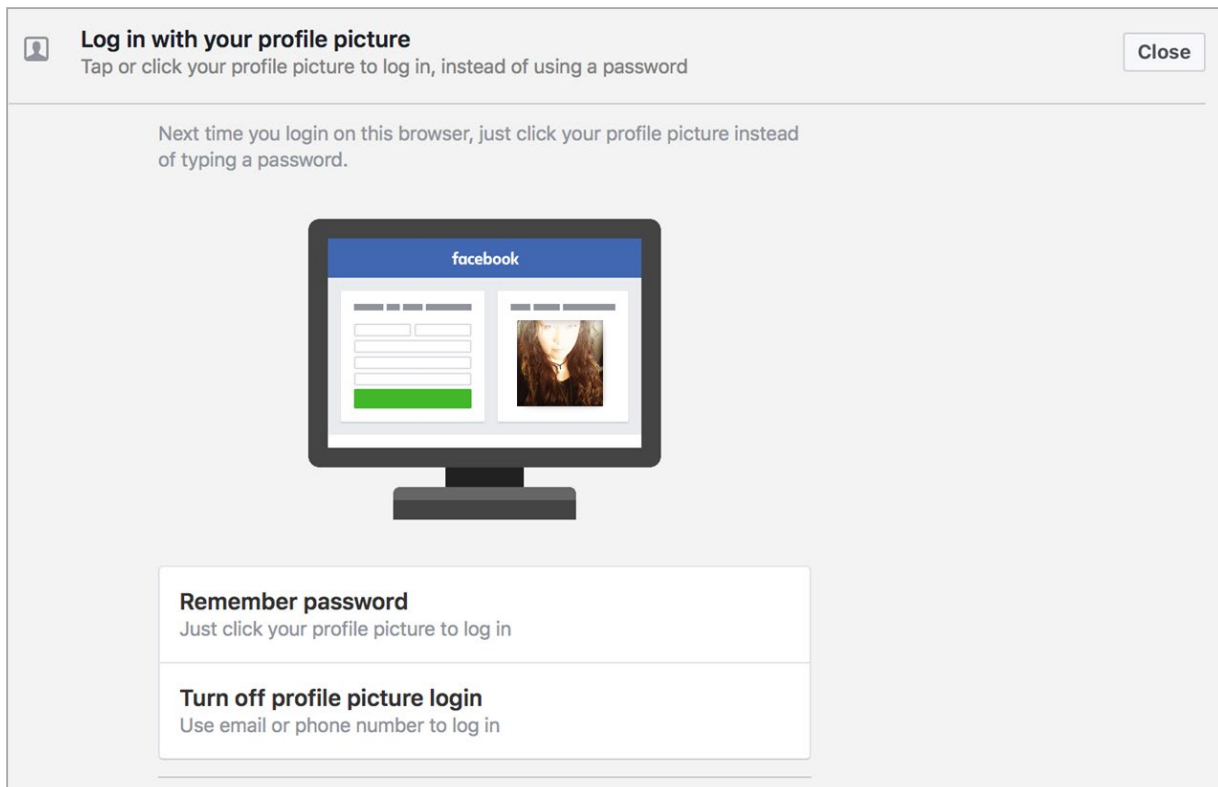 Log in with your profile picture
Tap or click your profile picture to log in, instead of using a password
Close
Next time you login on this browser, just click your profile picture instead
of typing a password.
facebook
Remember password
Just click your profile picture to log in
Turn off profile picture login
Use email or phone number to log in